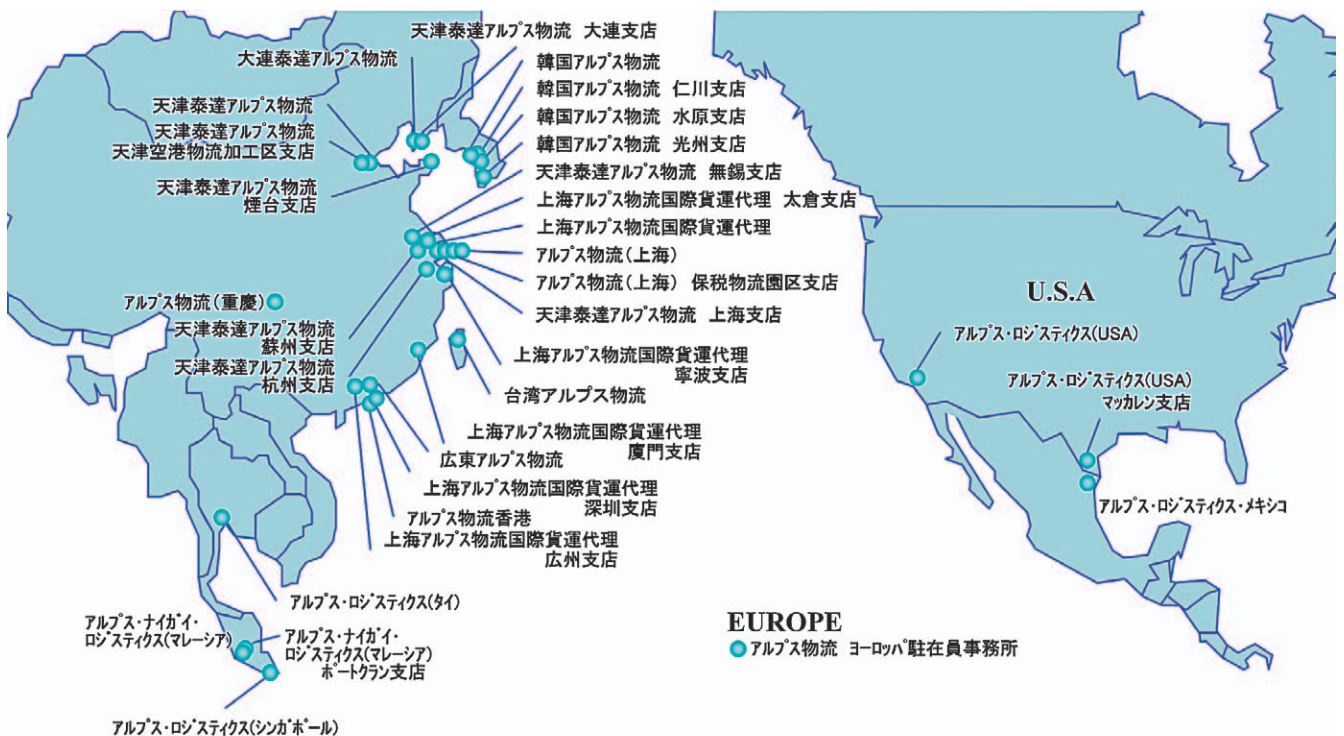 天津泰達アルプス物流 大連支店
大連泰達アルプス物流
韓国アルプス物流
韓国アルプス物流 仁川支店
天津泰達アルプス物流
韓国アルプス物流 水原支店
天津泰達アルプス物流
天津空港物流加工区支店
韓国アルプス物流 光州支店
天津泰達アルプス物流 無錫支店
天津泰達アルプス物流
煙台支店
上海アルプス物流国際貨運代理 太倉支店
上海アルプス物流国際貨運代理
アルプス物流(上海)
アルプス物流(上海) 保税物流園区支店
アルプス物流(重慶)
天津泰達アルプス物流 上海支店
天津泰達アルプス物流
蘇州支店
天津泰達アルプス物流
杭州支店
上海アルプス物流国際貨運代理
寧波支店
台湾アルプス物流
上海アルプス物流国際貨運代理
廈門支店
広東アルプス物流
上海アルプス物流国際貨運代理
深圳支店
アルプス物流香港
上海アルプス物流国際貨運代理
広州支店
アルプス・ロジスティクス(タイ)
アルプス・ナイガイ・
ロジスティクス(マレーシア)
アルプス・ナイガイ・
ロジスティクス(マレーシア)
ポートクラン支店
アルプス・ロジスティクス(シンガポール)
U.S.A
アルプス・ロジスティクス(USA)
アルプス・ロジスティクス(USA)
マッカレン支店
アルプス・ロジスティクス・メキシコ
EUROPE
アルプス物流 ヨーロッパ駐在員事務所